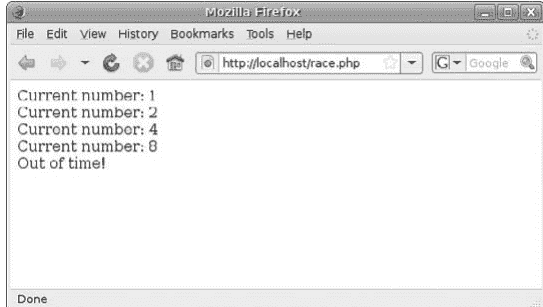 Mozilla Firefox
File Edit View History Bookmarks Tools Help
http://localhost/race.php G Google
Current number: 1
Current number: 2
Current number: 4
Current number: 8
Out of time!
Done